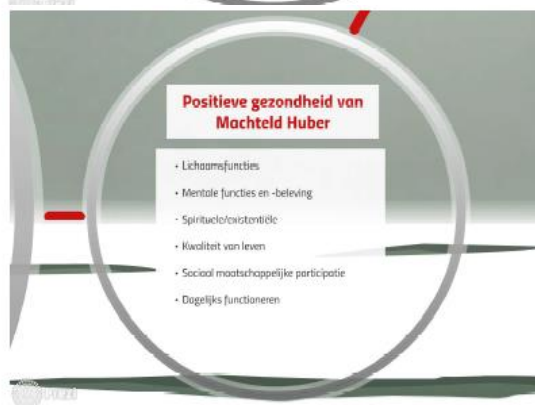 Positieve gezondheid van
Machteld Huber
• Lichaamsfuncties
• Mentale functies en -beleving
• Spirituele/existentiële
• Kwaliteit van leven
• Sociaal maatschappelijke participatie
• Dagelijks functioneren